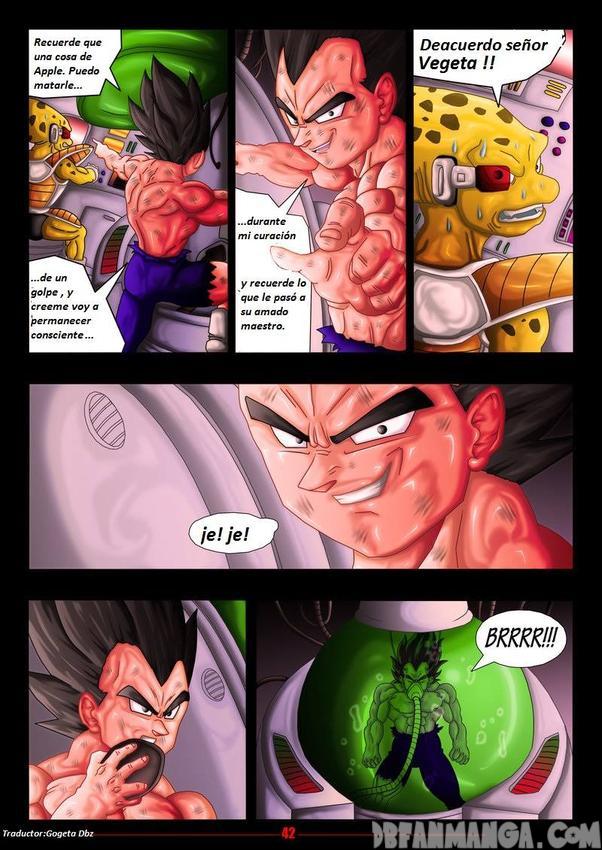 Recuerde que
una cosa de
Apple. Puedo
matarle...
...de un
golpe , y
creeme voy a
permanecer
consciente ...
...durante
mi curación
y recuerde lo
que le pasó a
su amado
maestro.
Deacuerdo señor
Vegeta !!
je! je!
BRRRR!!!
Traductor:Gogeta Dbz
42
DBFANMANGA.COM